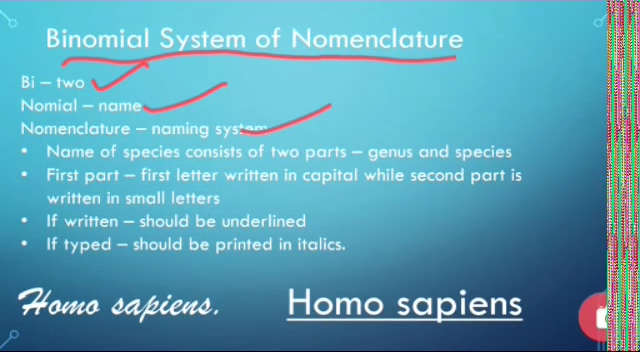 Binomial System of Nomenclature
Bi – two
Nomial – name
Nomenclature – naming system
• Name of species consists of two parts – genus and species
• First part – first letter written in capital while second part is
written in small letters
• If written – should be underlined
• If typed – should be printed in italics.
Homo sapiens. Homo sapiens